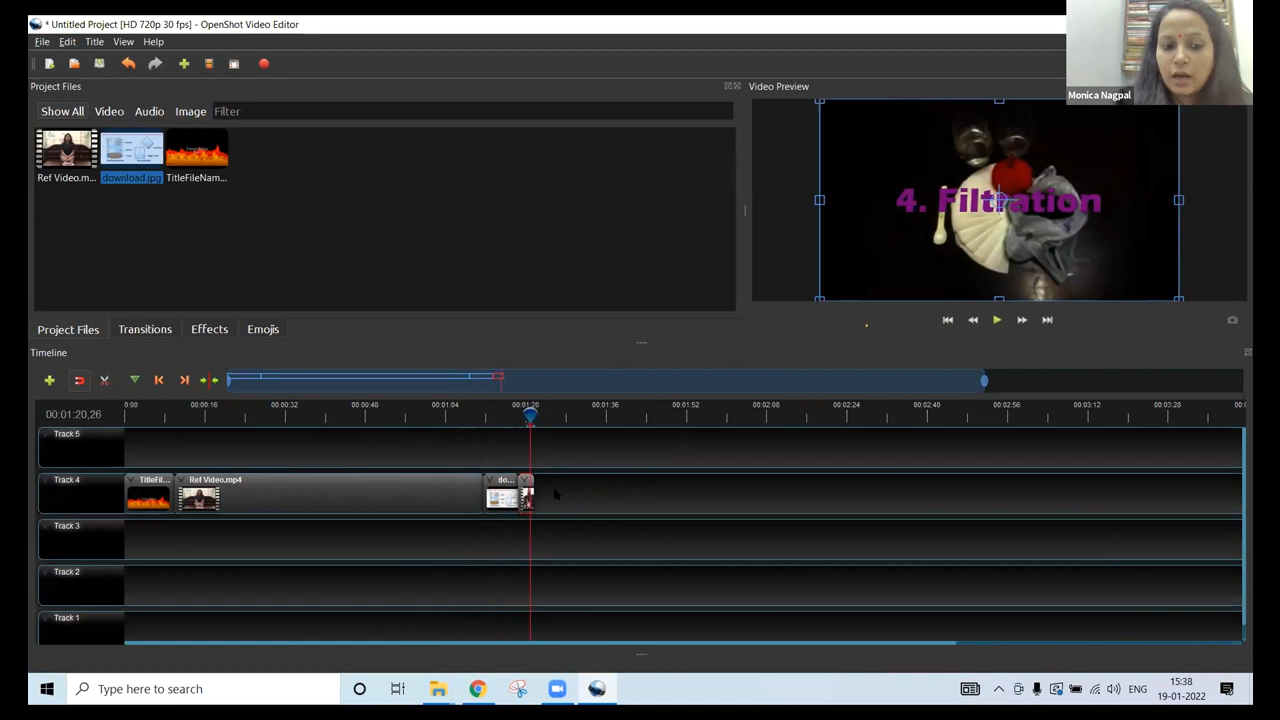 * Untitled Project [HD 720p 30 fps] - OpenShot Video Editor
File Edit Title View Help
Monica Nagpal
Project Files
Video Preview
Show All Video Audio Image Filter
4. Filtration
Ref Video.m... download.jpg TitleFileNam...
Project Files Transitions Effects Emojis
Timeline
00:01:20,26
0:00 00:00:16 00:00:32 00:00:48 00:01:04 00:01:20 00:01:36 00:01:52 00:02:08 00:02:24 00:02:40 00:02:56 00:03:12 00:03:28
Track 5
Track 4 TitleFil... Ref Video.mp4 do...
Track 3
Track 2
Track 1
Type here to search
ENG
15:38
19-01-2022